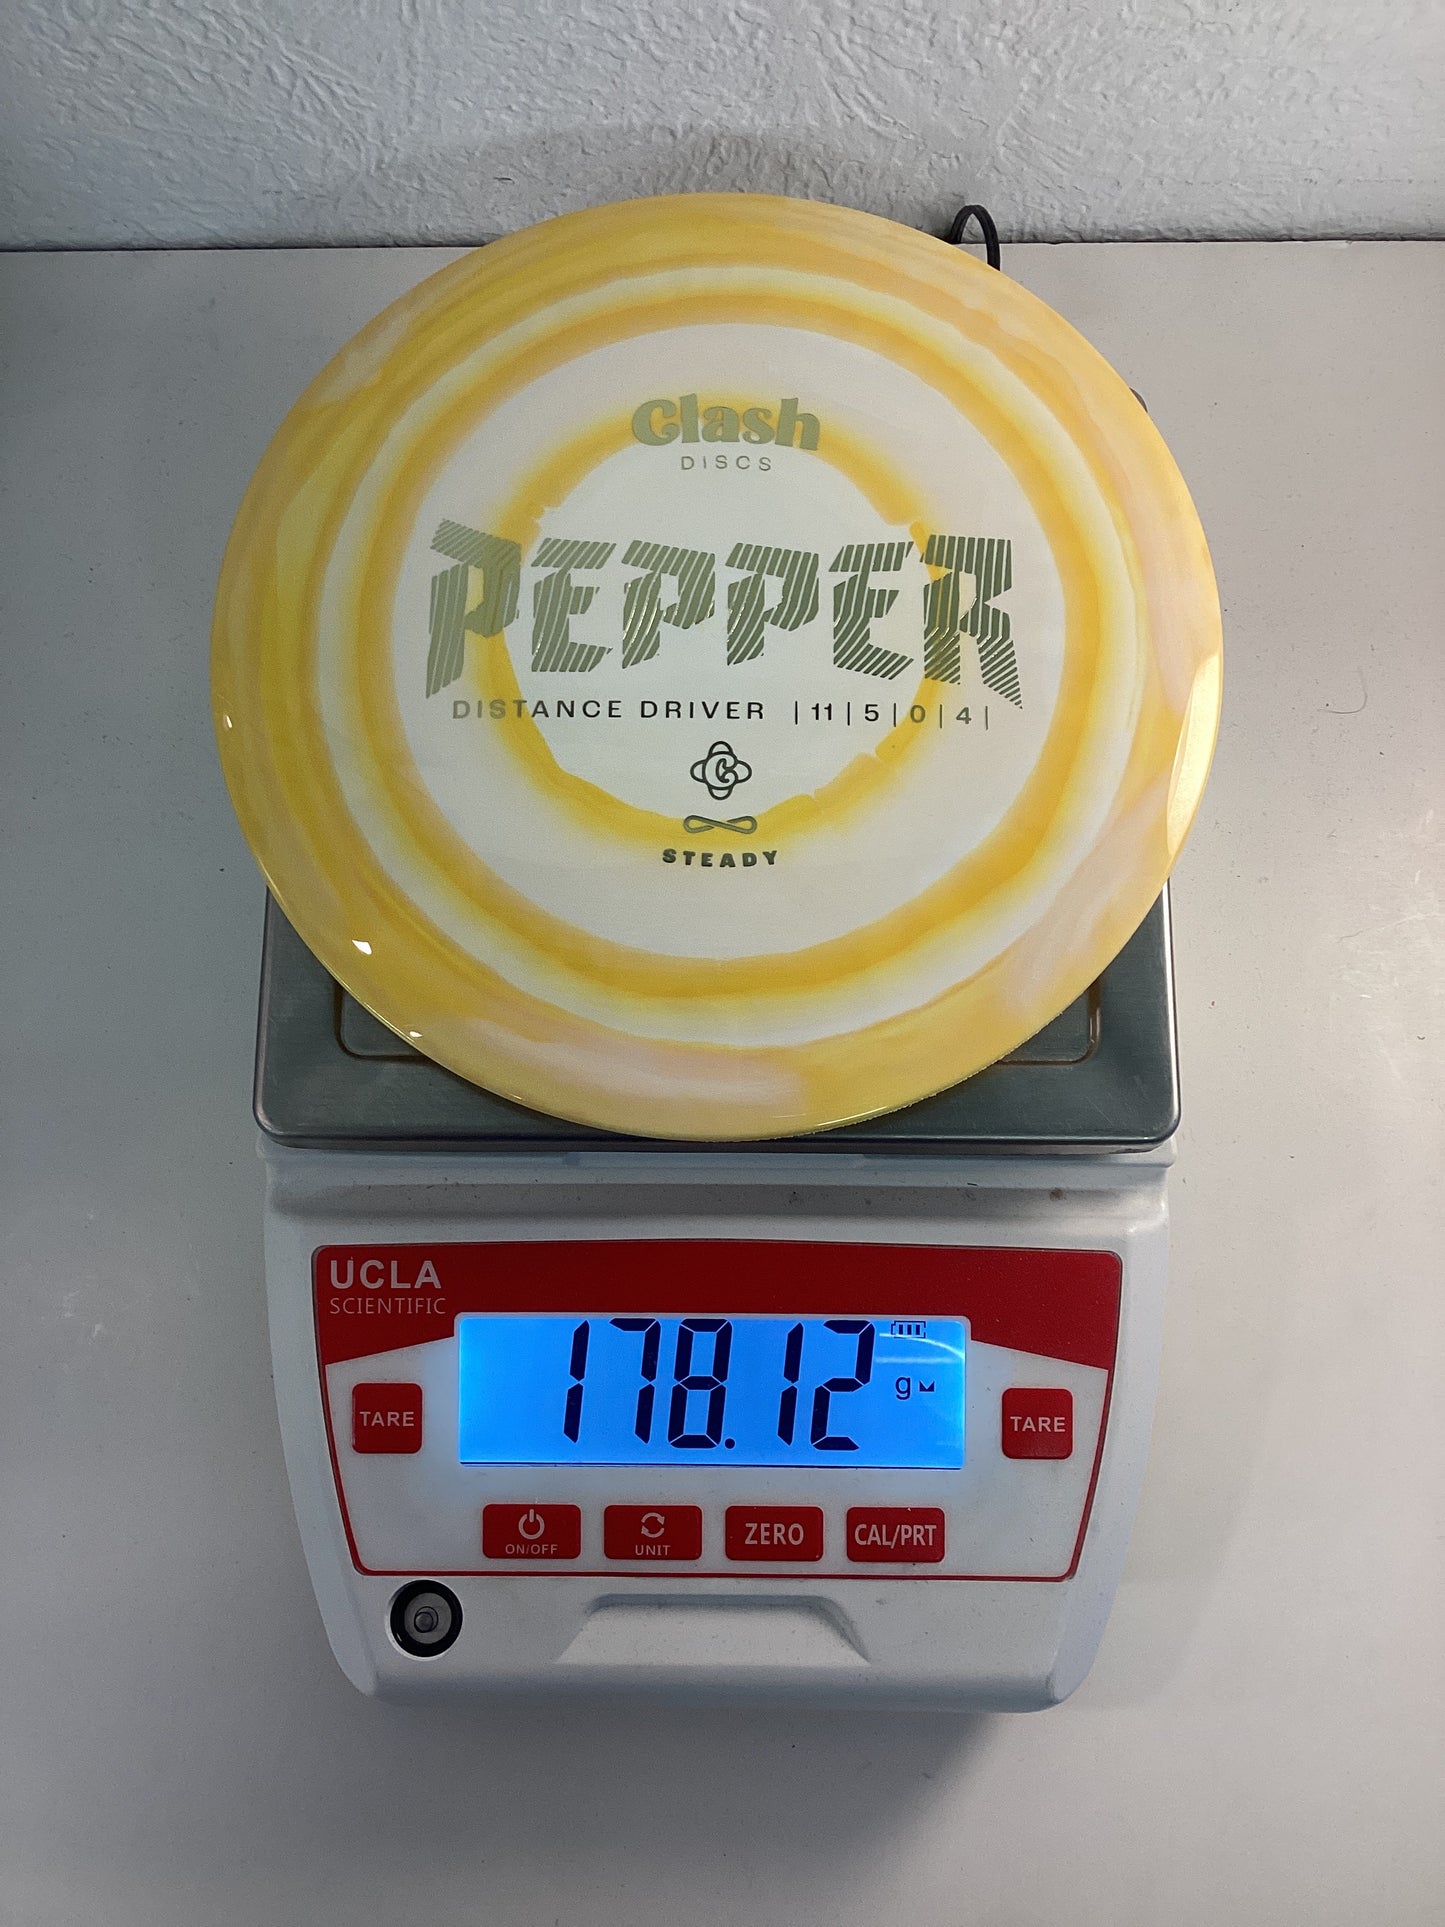 Clash
DISCS
PEPPER
DISTANCE DRIVER | 11 | 5 | 0 | 4 |
C
STEADY
UCLA
SCIENTIFIC
178.12 g
TARE
TARE
ON/OFF
UNIT
ZERO
CAL/PRT